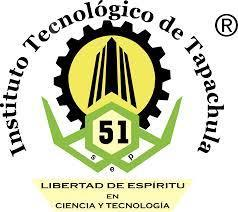 Instituto Tecnológico de Tapachula
®
51
s e p
LIBERTAD DE ESPÍRITU
EN
CIENCIA Y TECNOLOGÍA